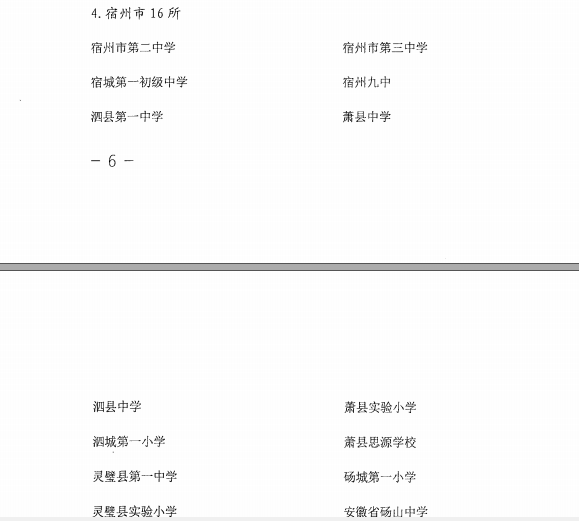 4.宿州市16所
宿州市第二中学 宿州市第三中学
宿城第一初级中学 宿州九中
泗县第一中学 萧县中学
－6－
泗县中学 萧县实验小学
泗城第一小学 萧县思源学校
灵璧县第一中学 砀城第一小学
灵璧县实验小学 安徽省砀山中学